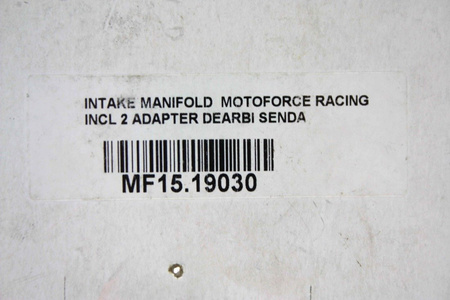 INTAKE MANIFOLD MOTOFORCE RACING
INCL 2 ADAPTER DEARBI SENDA
MF15.19030